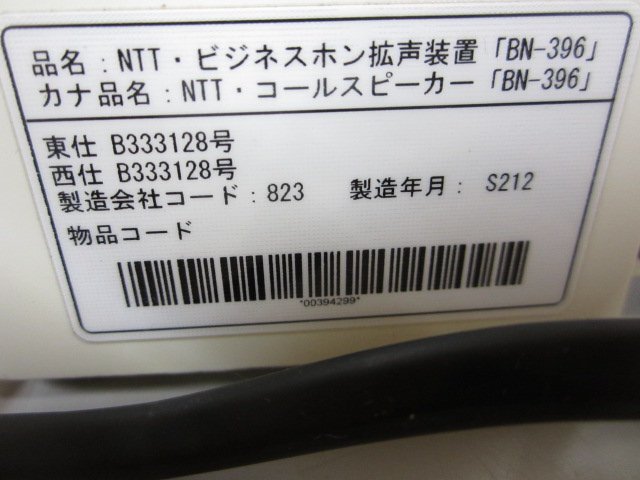 品名：NTT・ビジネスホン拡声装置「BN-396」
カナ品名：NTT・コールスピーカー「BN-396」
東仕 B333128号
西仕 B333128号
製造会社コード：823 製造年月： S212
物品コード
*00394299*